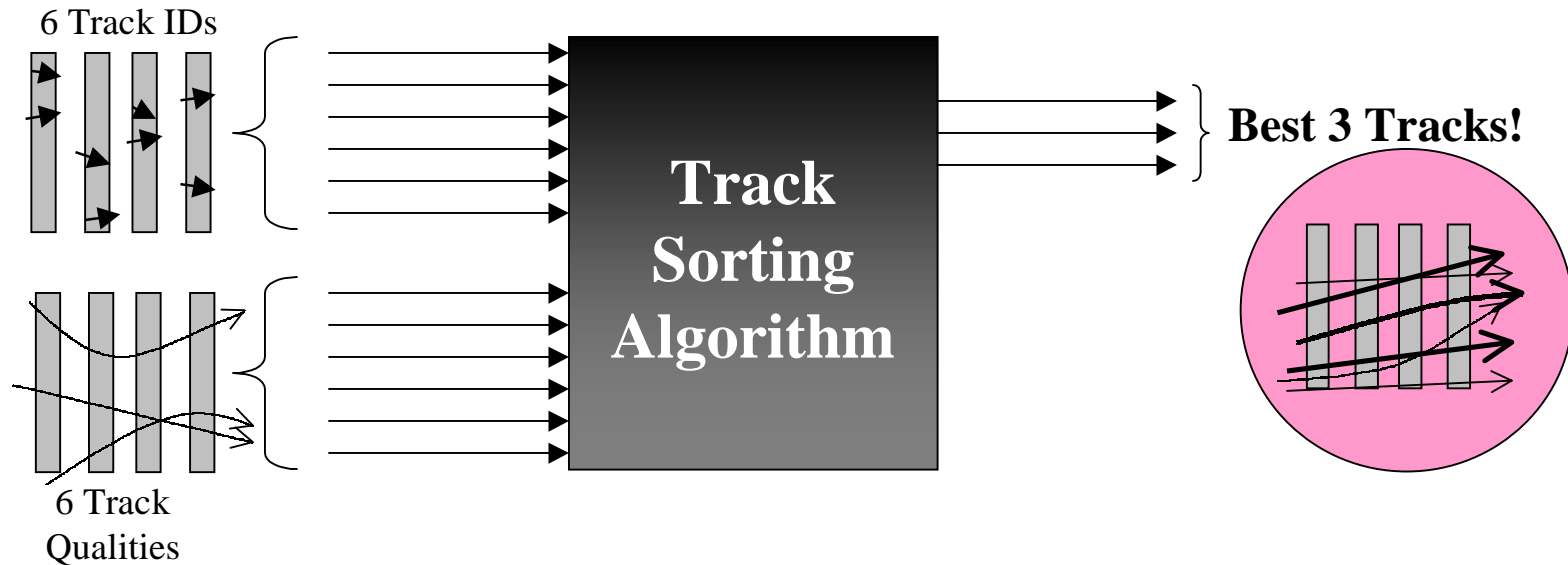 6 Track IDs
Track
Sorting
Algorithm
Best 3 Tracks!
6 Track
Qualities